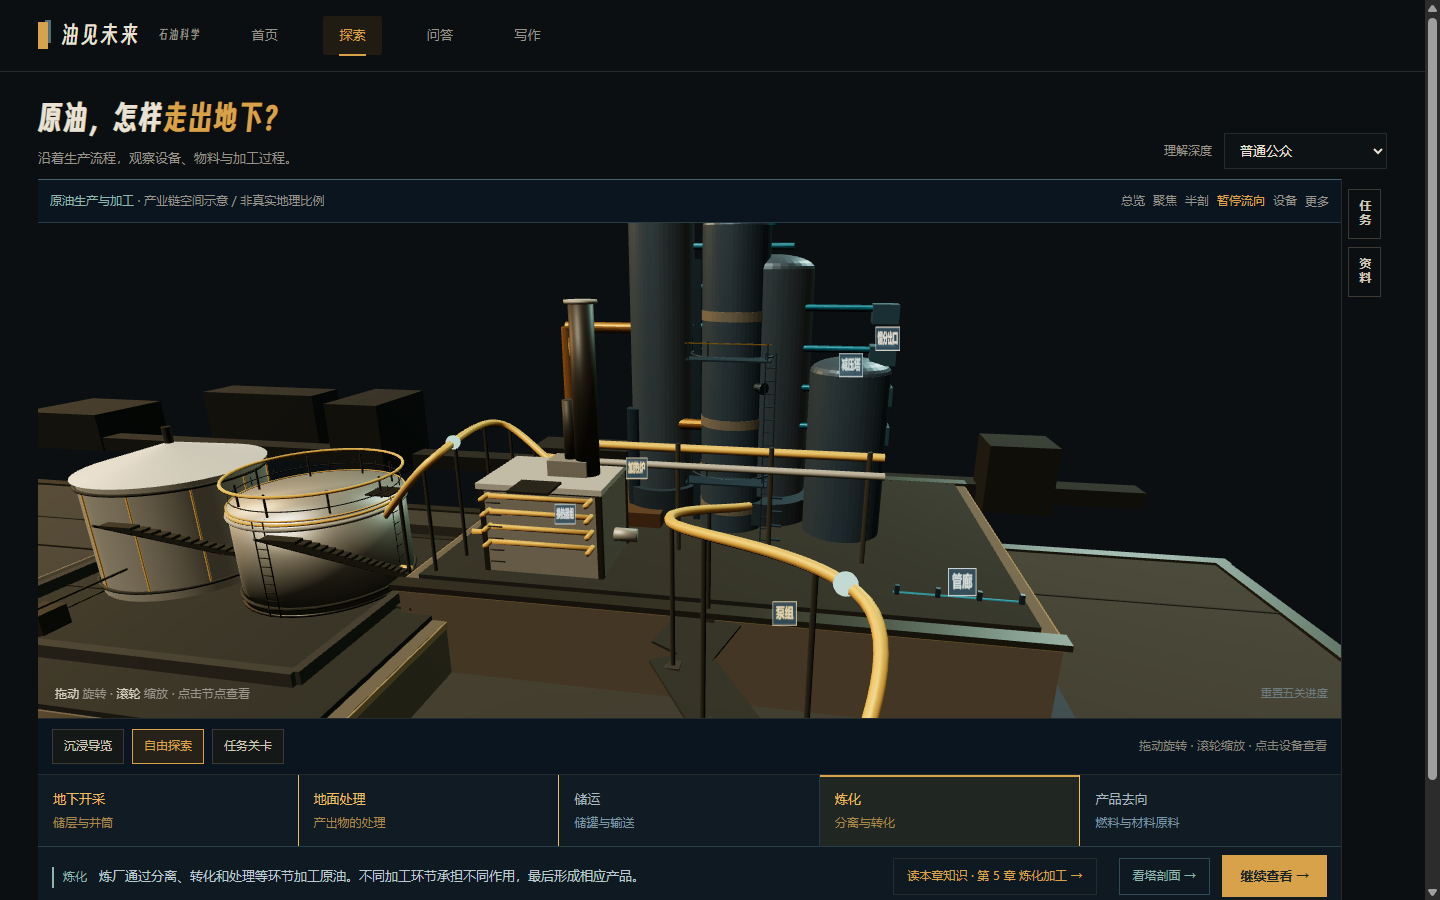 油见未来 石油科学 首页 探索 问答 写作
原油，怎样走出地下？
沿着生产流程，观察设备、物料与加工过程。
理解深度 普通公众
原油生产与加工 · 产业链空间示意 / 非真实地理比例
总览 聚焦 半剖 暂停流向 设备 更多
任务
资料
馏分出口
减压塔
加热炉
管廊
泵组
拖动 旋转 · 滚轮 缩放 · 点击节点查看
重置五关进度
沉浸导览 自由探索 任务关卡
拖动旋转 · 滚轮缩放 · 点击设备查看
地下开采
储层与井筒
地面处理
产出物的处理
储运
储罐与输送
炼化
分离与转化
产品去向
燃料与材料原料
炼化 炼厂通过分离、转化和处理等环节加工原油。不同加工环节承担不同作用，最后形成相应产品。
读本章知识 · 第 5 章 炼化加工 →
看塔剖面 →
继续查看 →